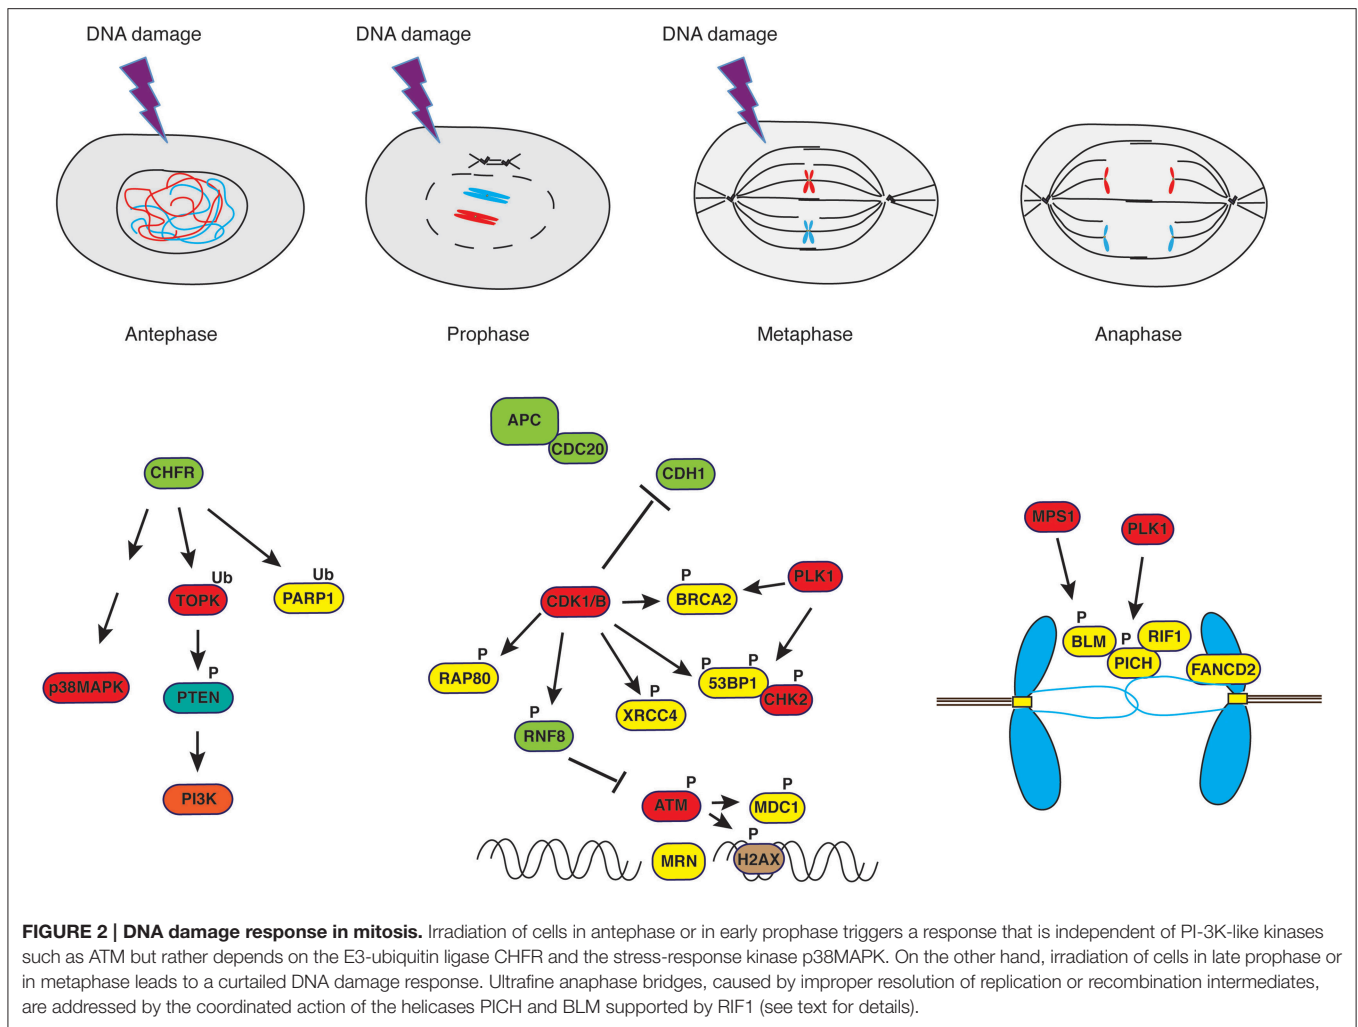 DNA damage
DNA damage
DNA damage
Antephase
Prophase
Metaphase
Anaphase
CHFR
Ub
TOPK
Ub
PARP1
p38MAPK
P
PTEN
PI3K
APC
CDC20
CDH1
CDK1/B
P
BRCA2
PLK1
P
RAP80
P
RNF8
P
XRCC4
P
P
53BP1
P
CHK2
P
ATM
P
MDC1
MRN
P
H2AX
MPS1
PLK1
P
BLM
P
PICH
RIF1
FANCD2
FIGURE 2 | DNA damage response in mitosis. Irradiation of cells in antephase or in early prophase triggers a response that is independent of PI-3K-like kinases
such as ATM but rather depends on the E3-ubiquitin ligase CHFR and the stress-response kinase p38MAPK. On the other hand, irradiation of cells in late prophase or
in metaphase leads to a curtailed DNA damage response. Ultrafine anaphase bridges, caused by improper resolution of replication or recombination intermediates,
are addressed by the coordinated action of the helicases PICH and BLM supported by RIF1 (see text for details).